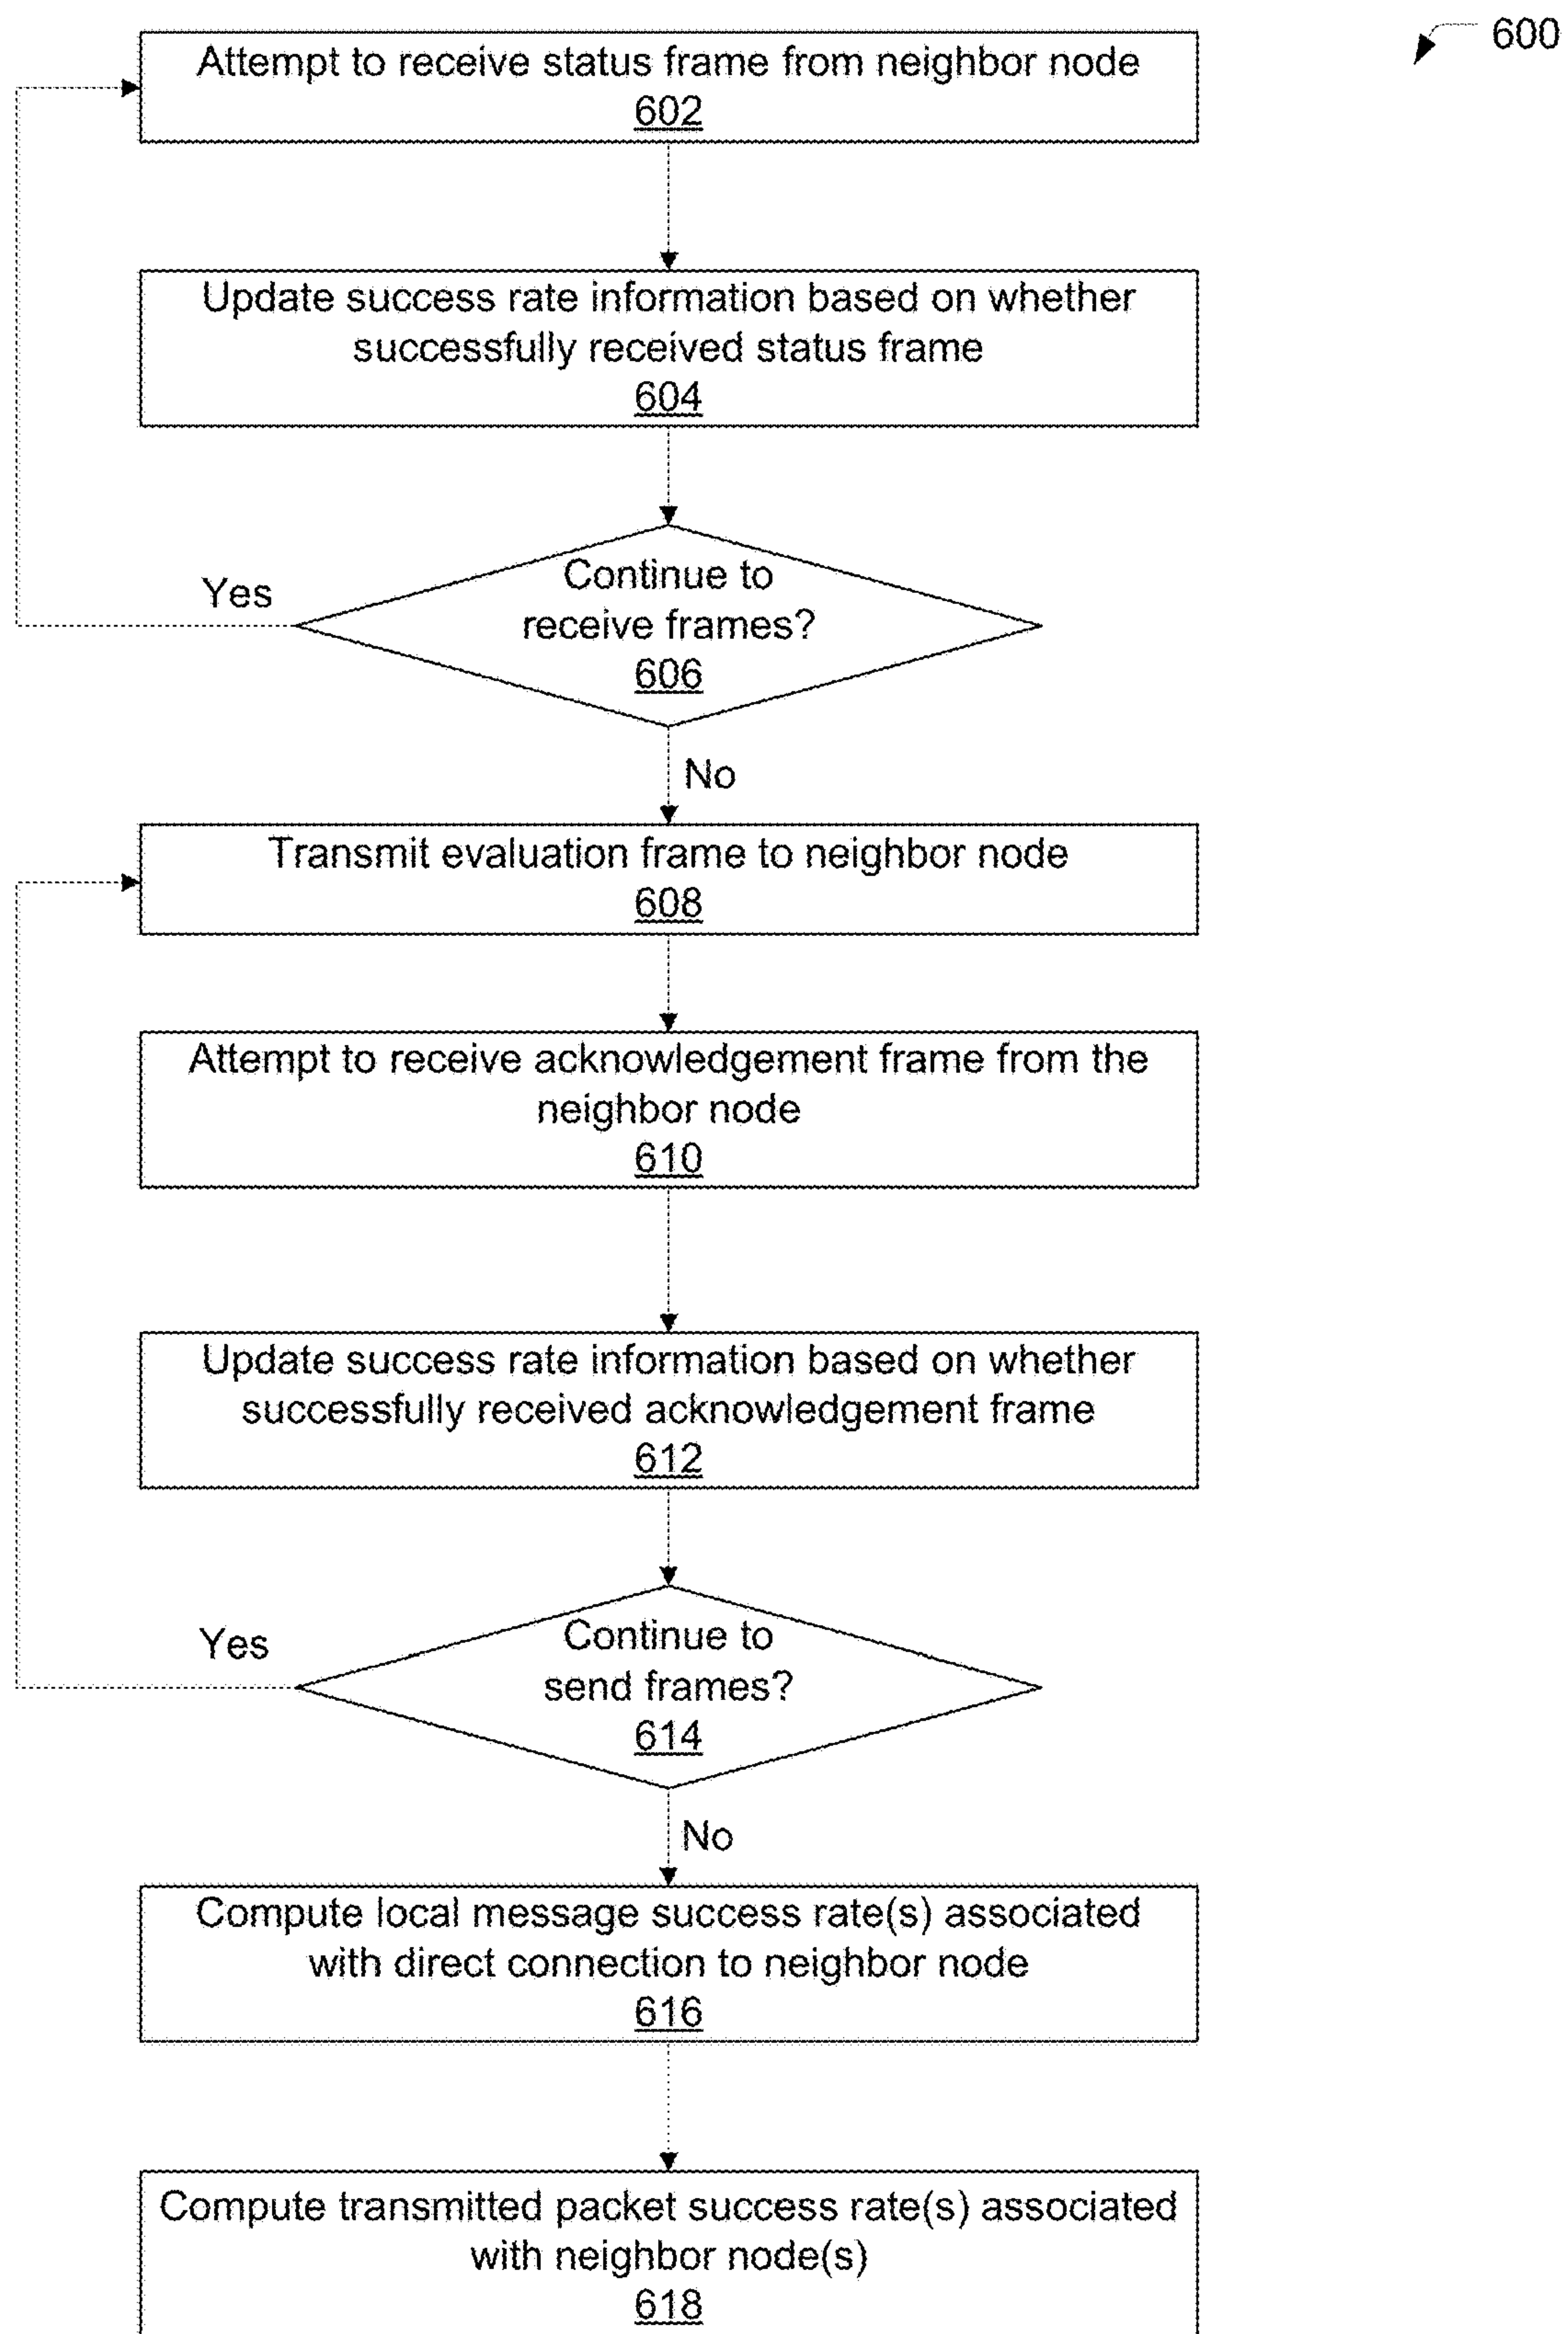 600
Attempt to receive status frame from neighbor node
602
Update success rate information based on whether
successfully received status frame
604
Continue to
receive frames?
606
Yes
No
Transmit evaluation frame to neighbor node
608
Attempt to receive acknowledgement frame from the
neighbor node
610
Update success rate information based on whether
successfully received acknowledgement frame
612
Continue to
send frames?
614
Yes
No
Compute local message success rate(s) associated
with direct connection to neighbor node
616
Compute transmitted packet success rate(s) associated
with neighbor node(s)
618